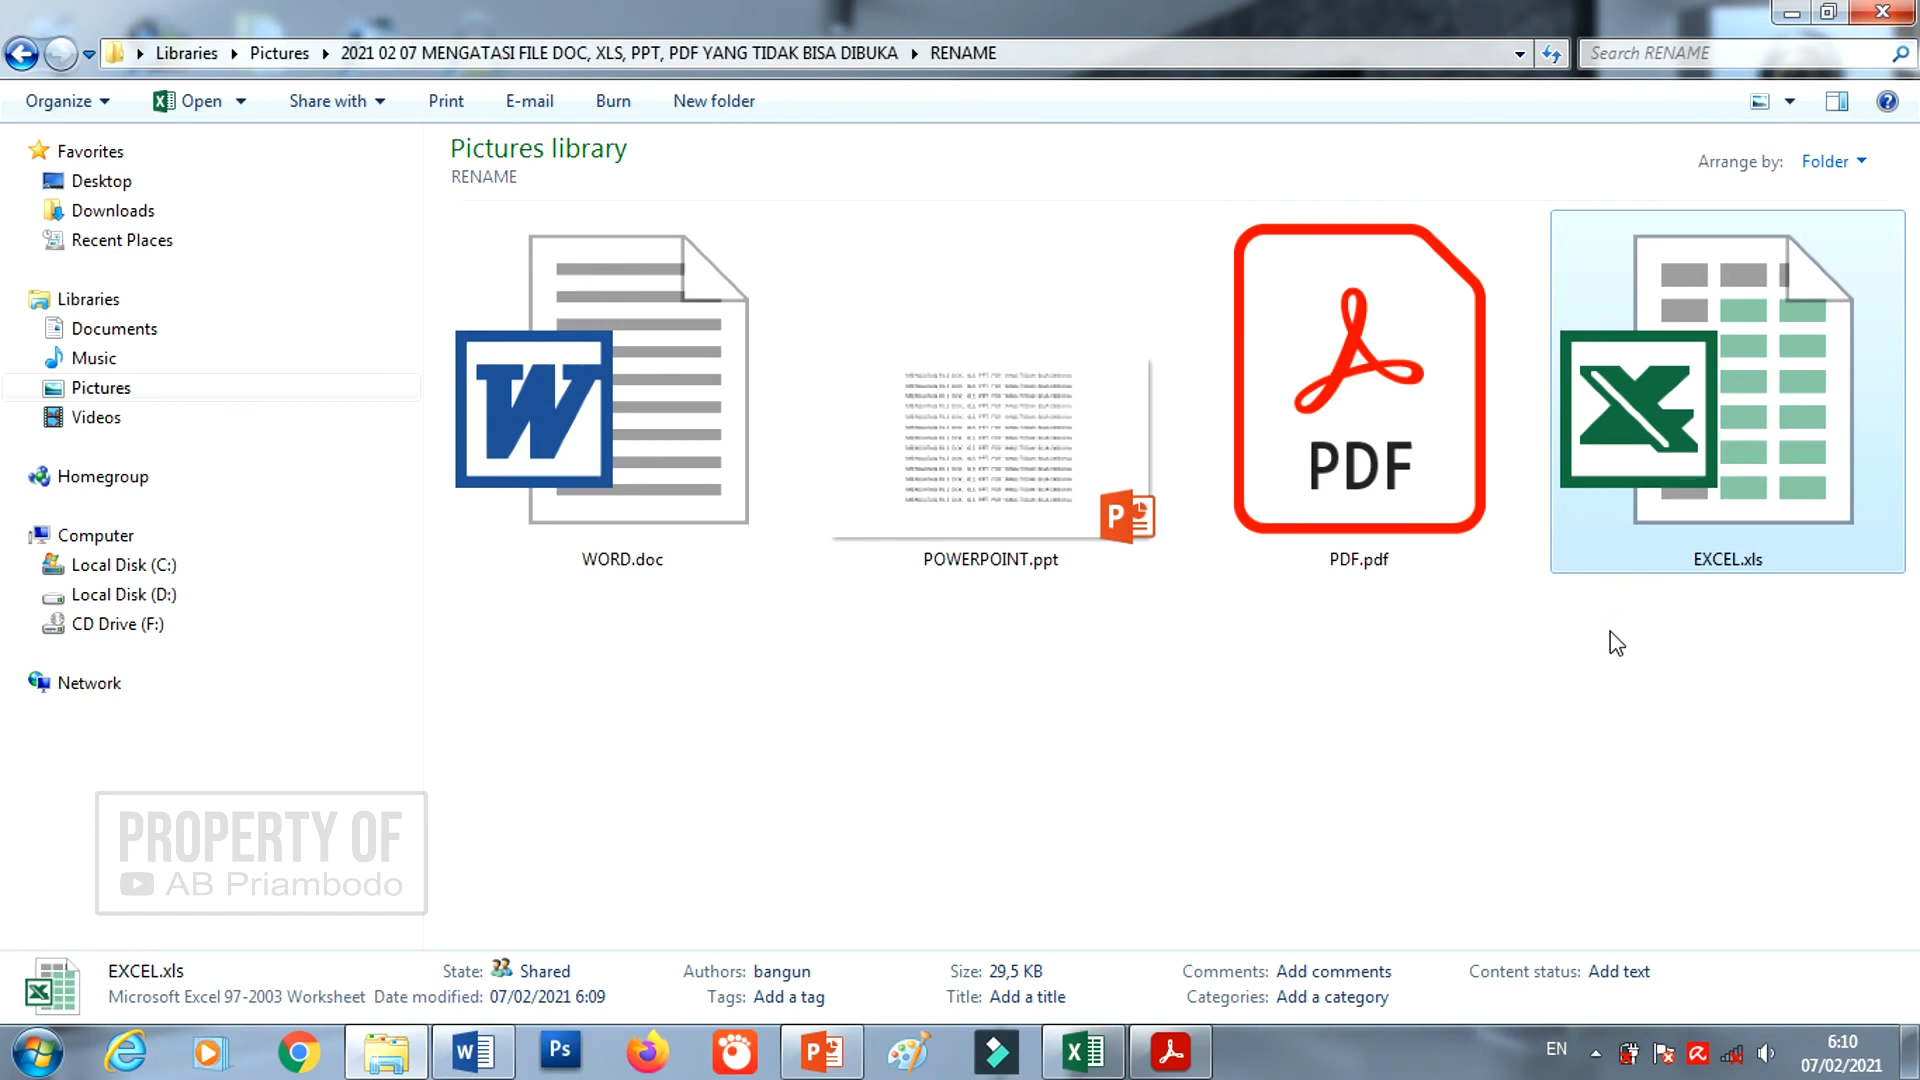 Libraries
Pictures
2021 02 07 MENGATASI FILE DOC, XLS, PPT, PDF YANG TIDAK BISA DIBUKA
RENAME
Search RENAME
Organize
Open
Share with
Print
E-mail
Burn
New folder
Pictures library
RENAME
Arrange by: Folder
Favorites
Desktop
Downloads
Recent Places
Libraries
Documents
Music
Pictures
Videos
Homegroup
Computer
Local Disk (C:)
Local Disk (D:)
CD Drive (F:)
Network
W
P
PDF
WORD.doc
POWERPOINT.ppt
PDF.pdf
EXCEL.xls
PROPERTY OF
AB Priambodo
EXCEL.xls
State: Shared
Authors: bangun
Size: 29,5 KB
Comments: Add comments
Content status: Add text
Microsoft Excel 97-2003 Worksheet
Date modified: 07/02/2021 6:09
Tags: Add a tag
Title: Add a title
Categories: Add a category
W
Ps
P
X
EN
6:10
07/02/2021